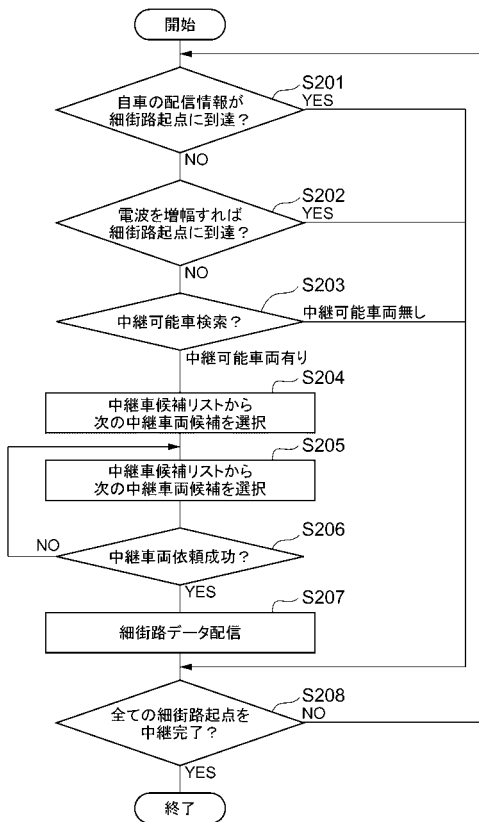 開始
S201
自車の配信情報が
細街路起点に到達?
YES
NO
S202
電波を増幅すれば
細街路起点に到達?
YES
NO
S203
中継可能車検索?
中継可能車両無し
中継可能車両有り
S204
中継車候補リストから
次の中継車両候補を選択
S205
中継車候補リストから
次の中継車両候補を選択
S206
NO
中継車両依頼成功?
YES
S207
細街路データ配信
S208
全ての細街路起点を
中継完了?
NO
YES
終了